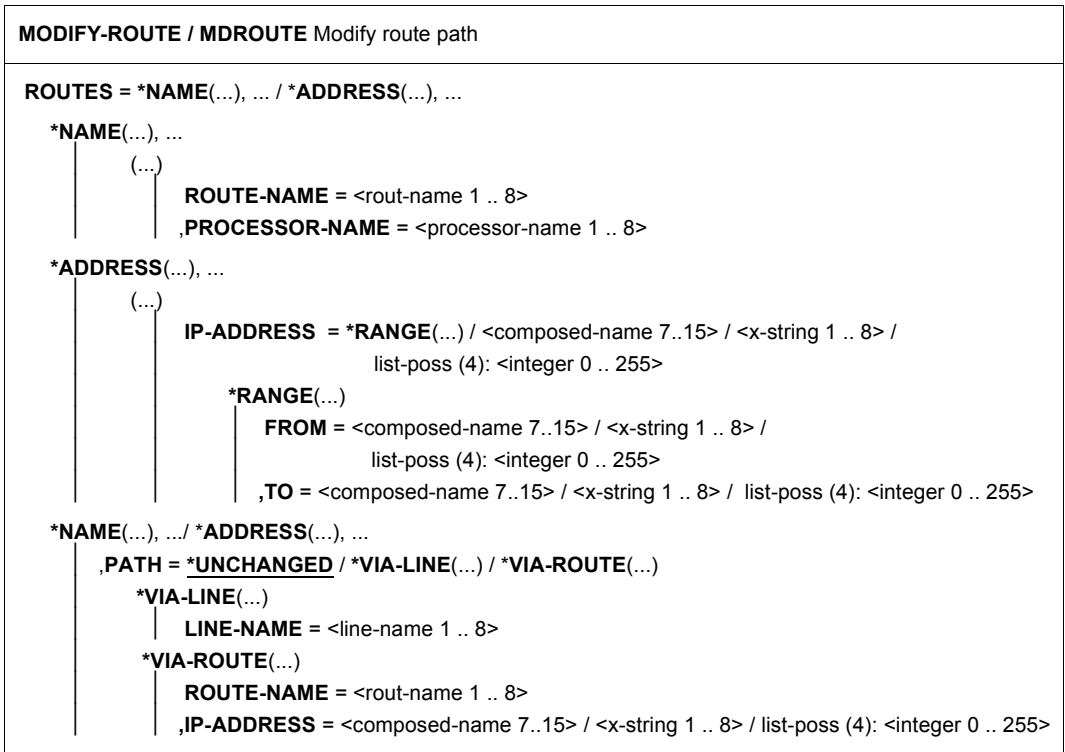 MODIFY-ROUTE / MDROUTE Modify route path
ROUTES = *NAME(...), ... / *ADDRESS(...), ...
*NAME(...), ...
(...)
ROUTE-NAME = <rout-name 1 .. 8>
,PROCESSOR-NAME = <processor-name 1 .. 8>
*ADDRESS(...), ...
(...)
IP-ADDRESS = *RANGE(...) / <composed-name 7..15> / <x-string 1 .. 8> /
list-poss (4): <integer 0 .. 255>
*RANGE(...)
FROM = <composed-name 7..15> / <x-string 1 .. 8> /
list-poss (4): <integer 0 .. 255>
,TO = <composed-name 7..15> / <x-string 1 .. 8> / list-poss (4): <integer 0 .. 255>
*NAME(...), .../ *ADDRESS(...), ...
,PATH = *UNCHANGED / *VIA-LINE(...) / *VIA-ROUTE(...)
*VIA-LINE(...)
LINE-NAME = <line-name 1 .. 8>
*VIA-ROUTE(...)
ROUTE-NAME = <rout-name 1 .. 8>
,IP-ADDRESS = <composed-name 7..15> / <x-string 1 .. 8> / list-poss (4): <integer 0 .. 255>